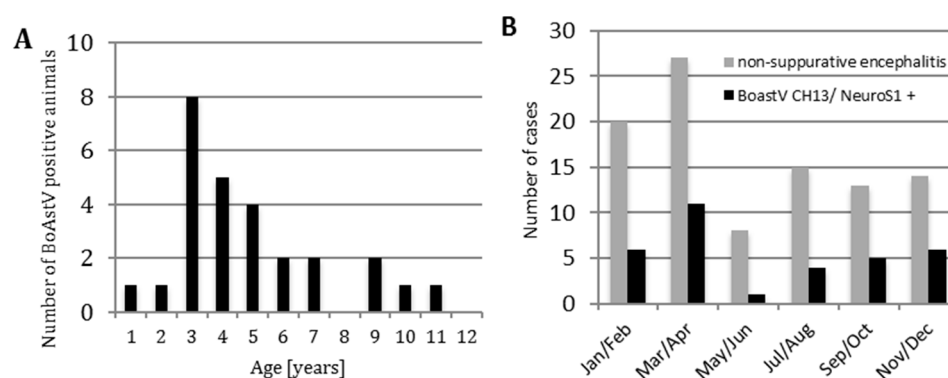 A
Number of BoAstV positive animals
10
8
6
4
2
0
1 2 3 4 5 6 7 8 9 10 11 12
Age [years]
B
Number of cases
30
25
20
15
10
5
0
non-suppurative encephalitis
BoastV CH13/ NeuroS1 +
Jan/Feb
Mar/Apr
May/Jun
Jul/Aug
Sep/Oct
Nov/Dec